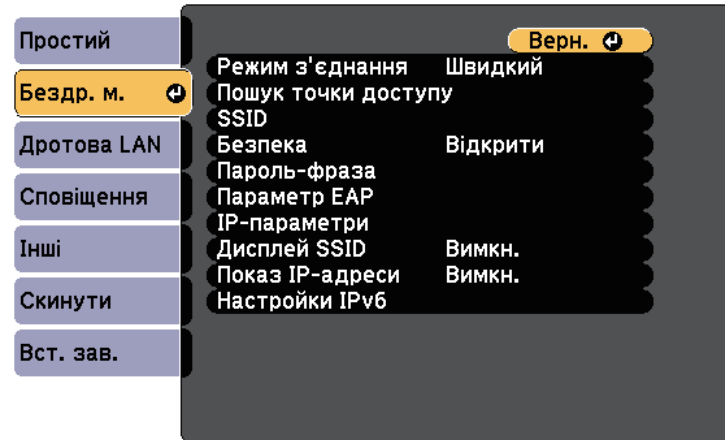 Простий
Бездр. м.
Дротова LAN
Сповіщення
Інші
Скинути
Вст. зав.
Верн.
Режим з'єднання Швидкий
Пошук точки доступу
SSID
Безпека Відкрити
Пароль-фраза
Параметр EAP
IP-параметри
Дисплей SSID Вимкн.
Показ IP-адреси Вимкн.
Настройки IPv6